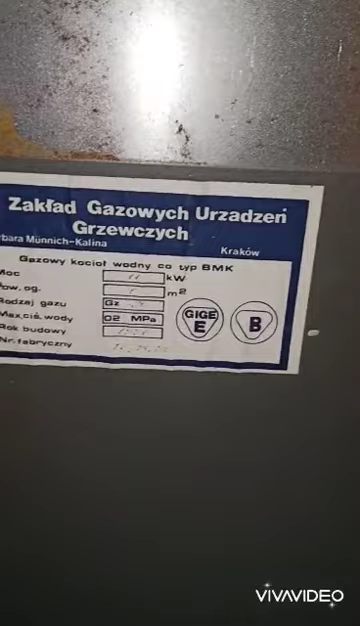 Zakład Gazowych Urzadzeń
Grzewczych
Münnich-Kalina
Kraków
Gazowy kocioł wodny co typ BMK
Moc kW
Pow. og. m²
Rodzaj gazu Gz
Max. ciś. wody 02 MPa
Rok budowy
Nr. fabryczny
GIGE
E
B
VIVAVIDEO